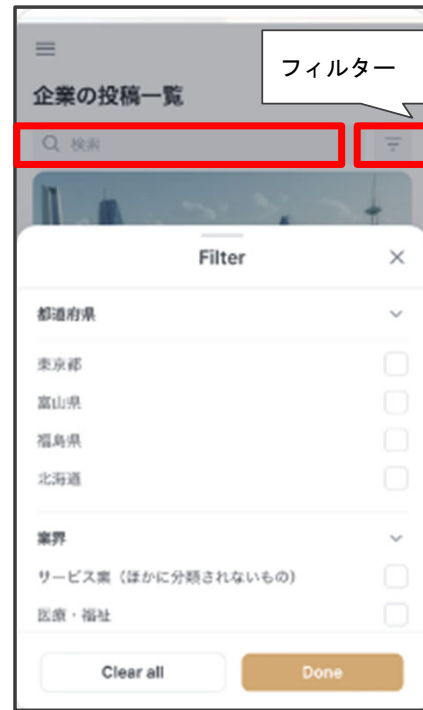 フィルター
企業の投稿一覧
検索
Filter
都道府県
東京都
富山県
福島県
北海道
業界
サービス業（ほかに分類されないもの)
医療・福祉
Clear all
Done